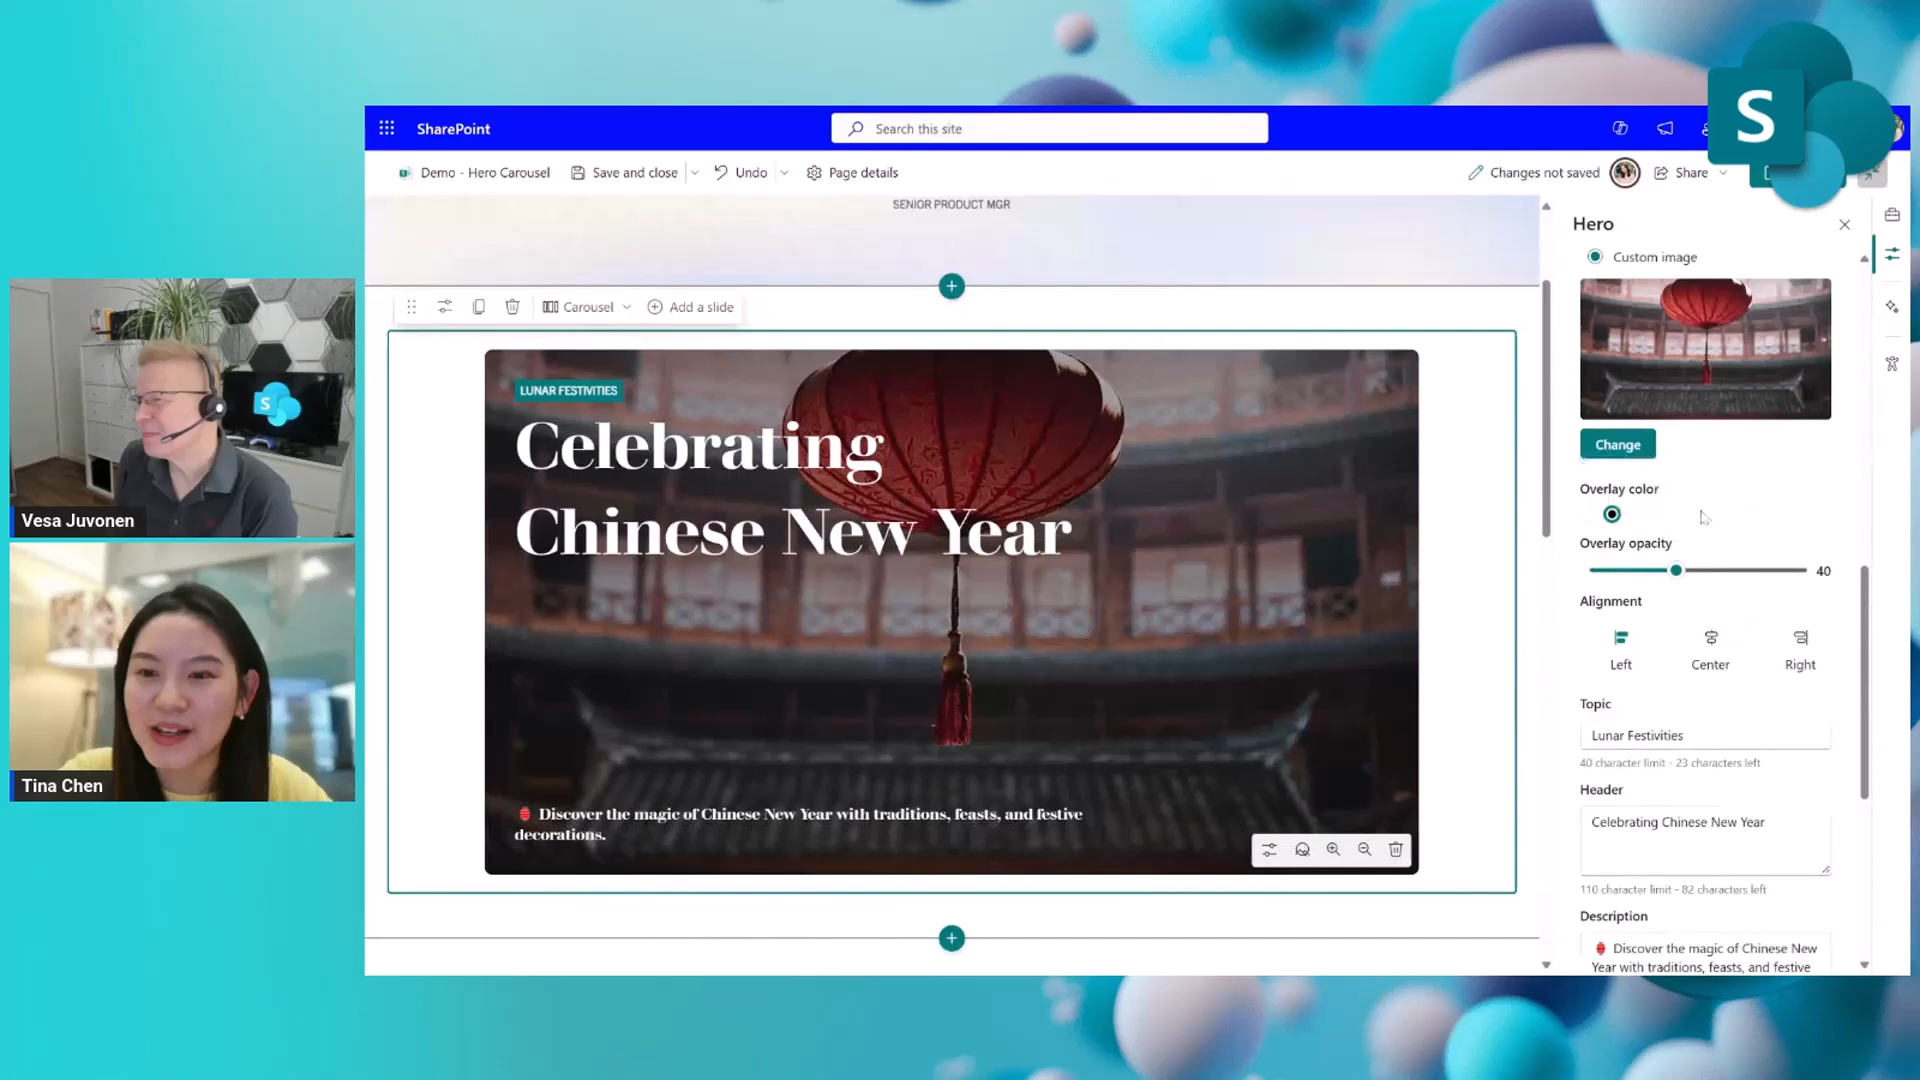 S
SharePoint
Search this site
Demo - Hero Carousel
Save and close
Undo
Page details
Changes not saved
Share
SENIOR PRODUCT MGR
Carousel
Add a slide
LUNAR FESTIVITIES
Celebrating
Chinese New Year
Discover the magic of Chinese New Year with traditions, feasts, and festive
decorations.
Hero
Custom image
Change
Overlay color
Overlay opacity
40
Alignment
Left
Center
Right
Topic
Lunar Festivities
40 character limit - 23 characters left
Header
Celebrating Chinese New Year
110 character limit - 82 characters left
Description
Discover the magic of Chinese New
Year with traditions, feasts, and festive
S
Vesa Juvonen
Tina Chen